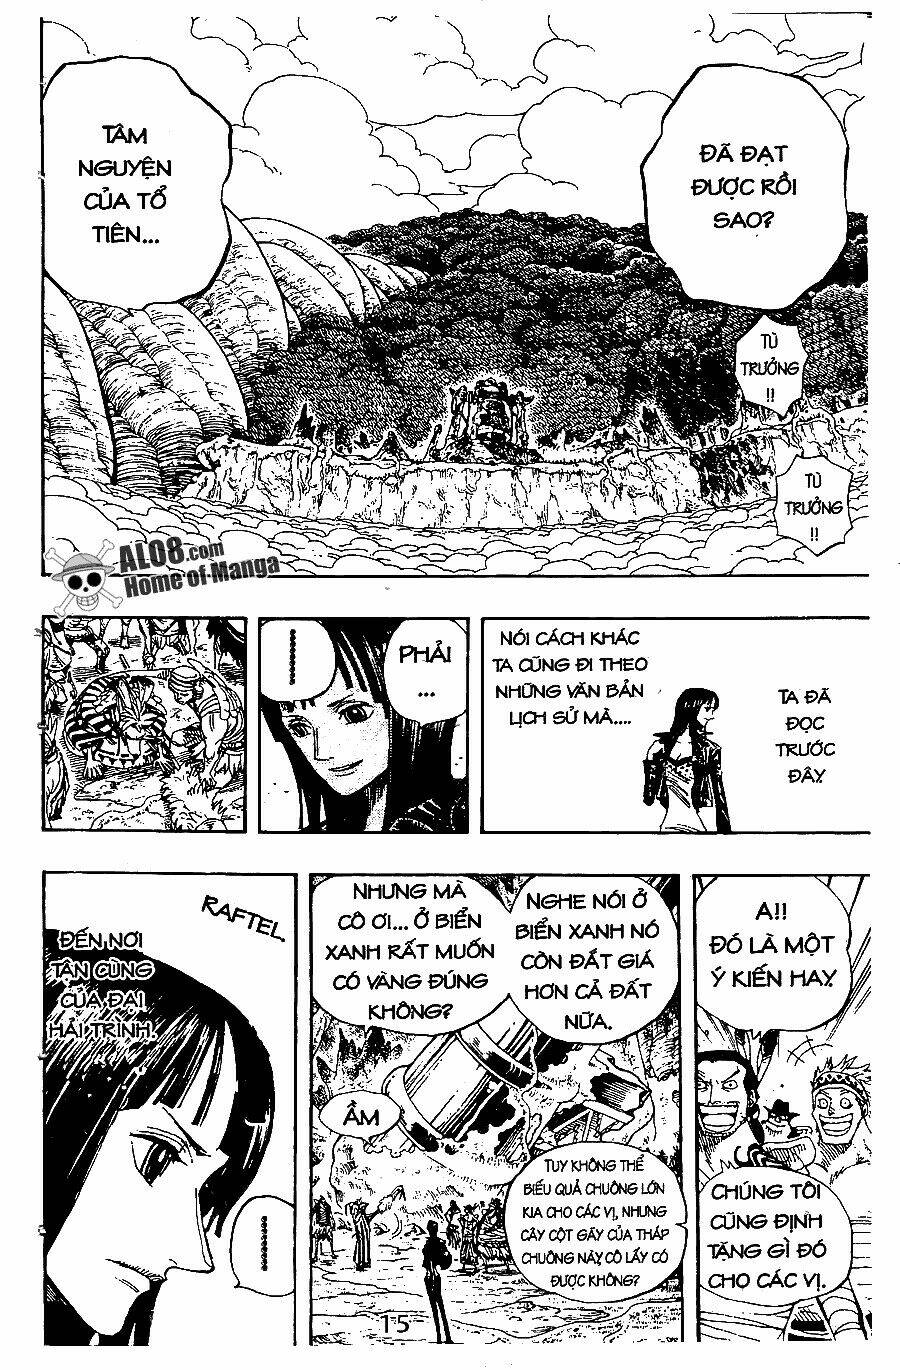 ĐÃ ĐẠT
ĐƯỢC RỒI
SAO?
TÂM
NGUYỆN
CỦA TỔ
TIÊN...
TÙ
TRƯỞNG
!!
TÙ
TRƯỞNG
!!
AL08.com
Home of Manga
TA ĐÃ
ĐỌC
TRƯỚC
ĐÂY.
NÓI CÁCH KHÁC
TA CŨNG ĐI THEO
NHỮNG VĂN BẢN
LỊCH SỬ MÀ....
PHẢI
...
A!!
ĐÓ LÀ MỘT
Ý KIẾN HAY.
CHÚNG TÔI
CŨNG ĐỊNH
TẶNG GÌ ĐÓ
CHO CÁC VỊ.
NGHE NÓI Ở
BIỂN XANH NÓ
CÒN ĐẮT GIÁ
HƠN CẢ ĐẤT
NỮA.
NHƯNG MÀ
CÔ ƠI... Ở BIỂN
XANH RẤT MUỐN
CÓ VÀNG ĐÚNG
KHÔNG?
ẦM
TUY KHÔNG THỂ
BIẾU QUẢ CHUÔNG LỚN
KIA CHO CÁC VỊ, NHƯNG
CÂY CỘT GÃY CỦA THÁP
CHUÔNG NÀY, CÔ LẤY CÓ
ĐƯỢC KHÔNG?
RAFTEL.
ĐẾN NƠI
TẬN CÙNG
CỦA ĐẠI
HẢI TRÌNH.
15